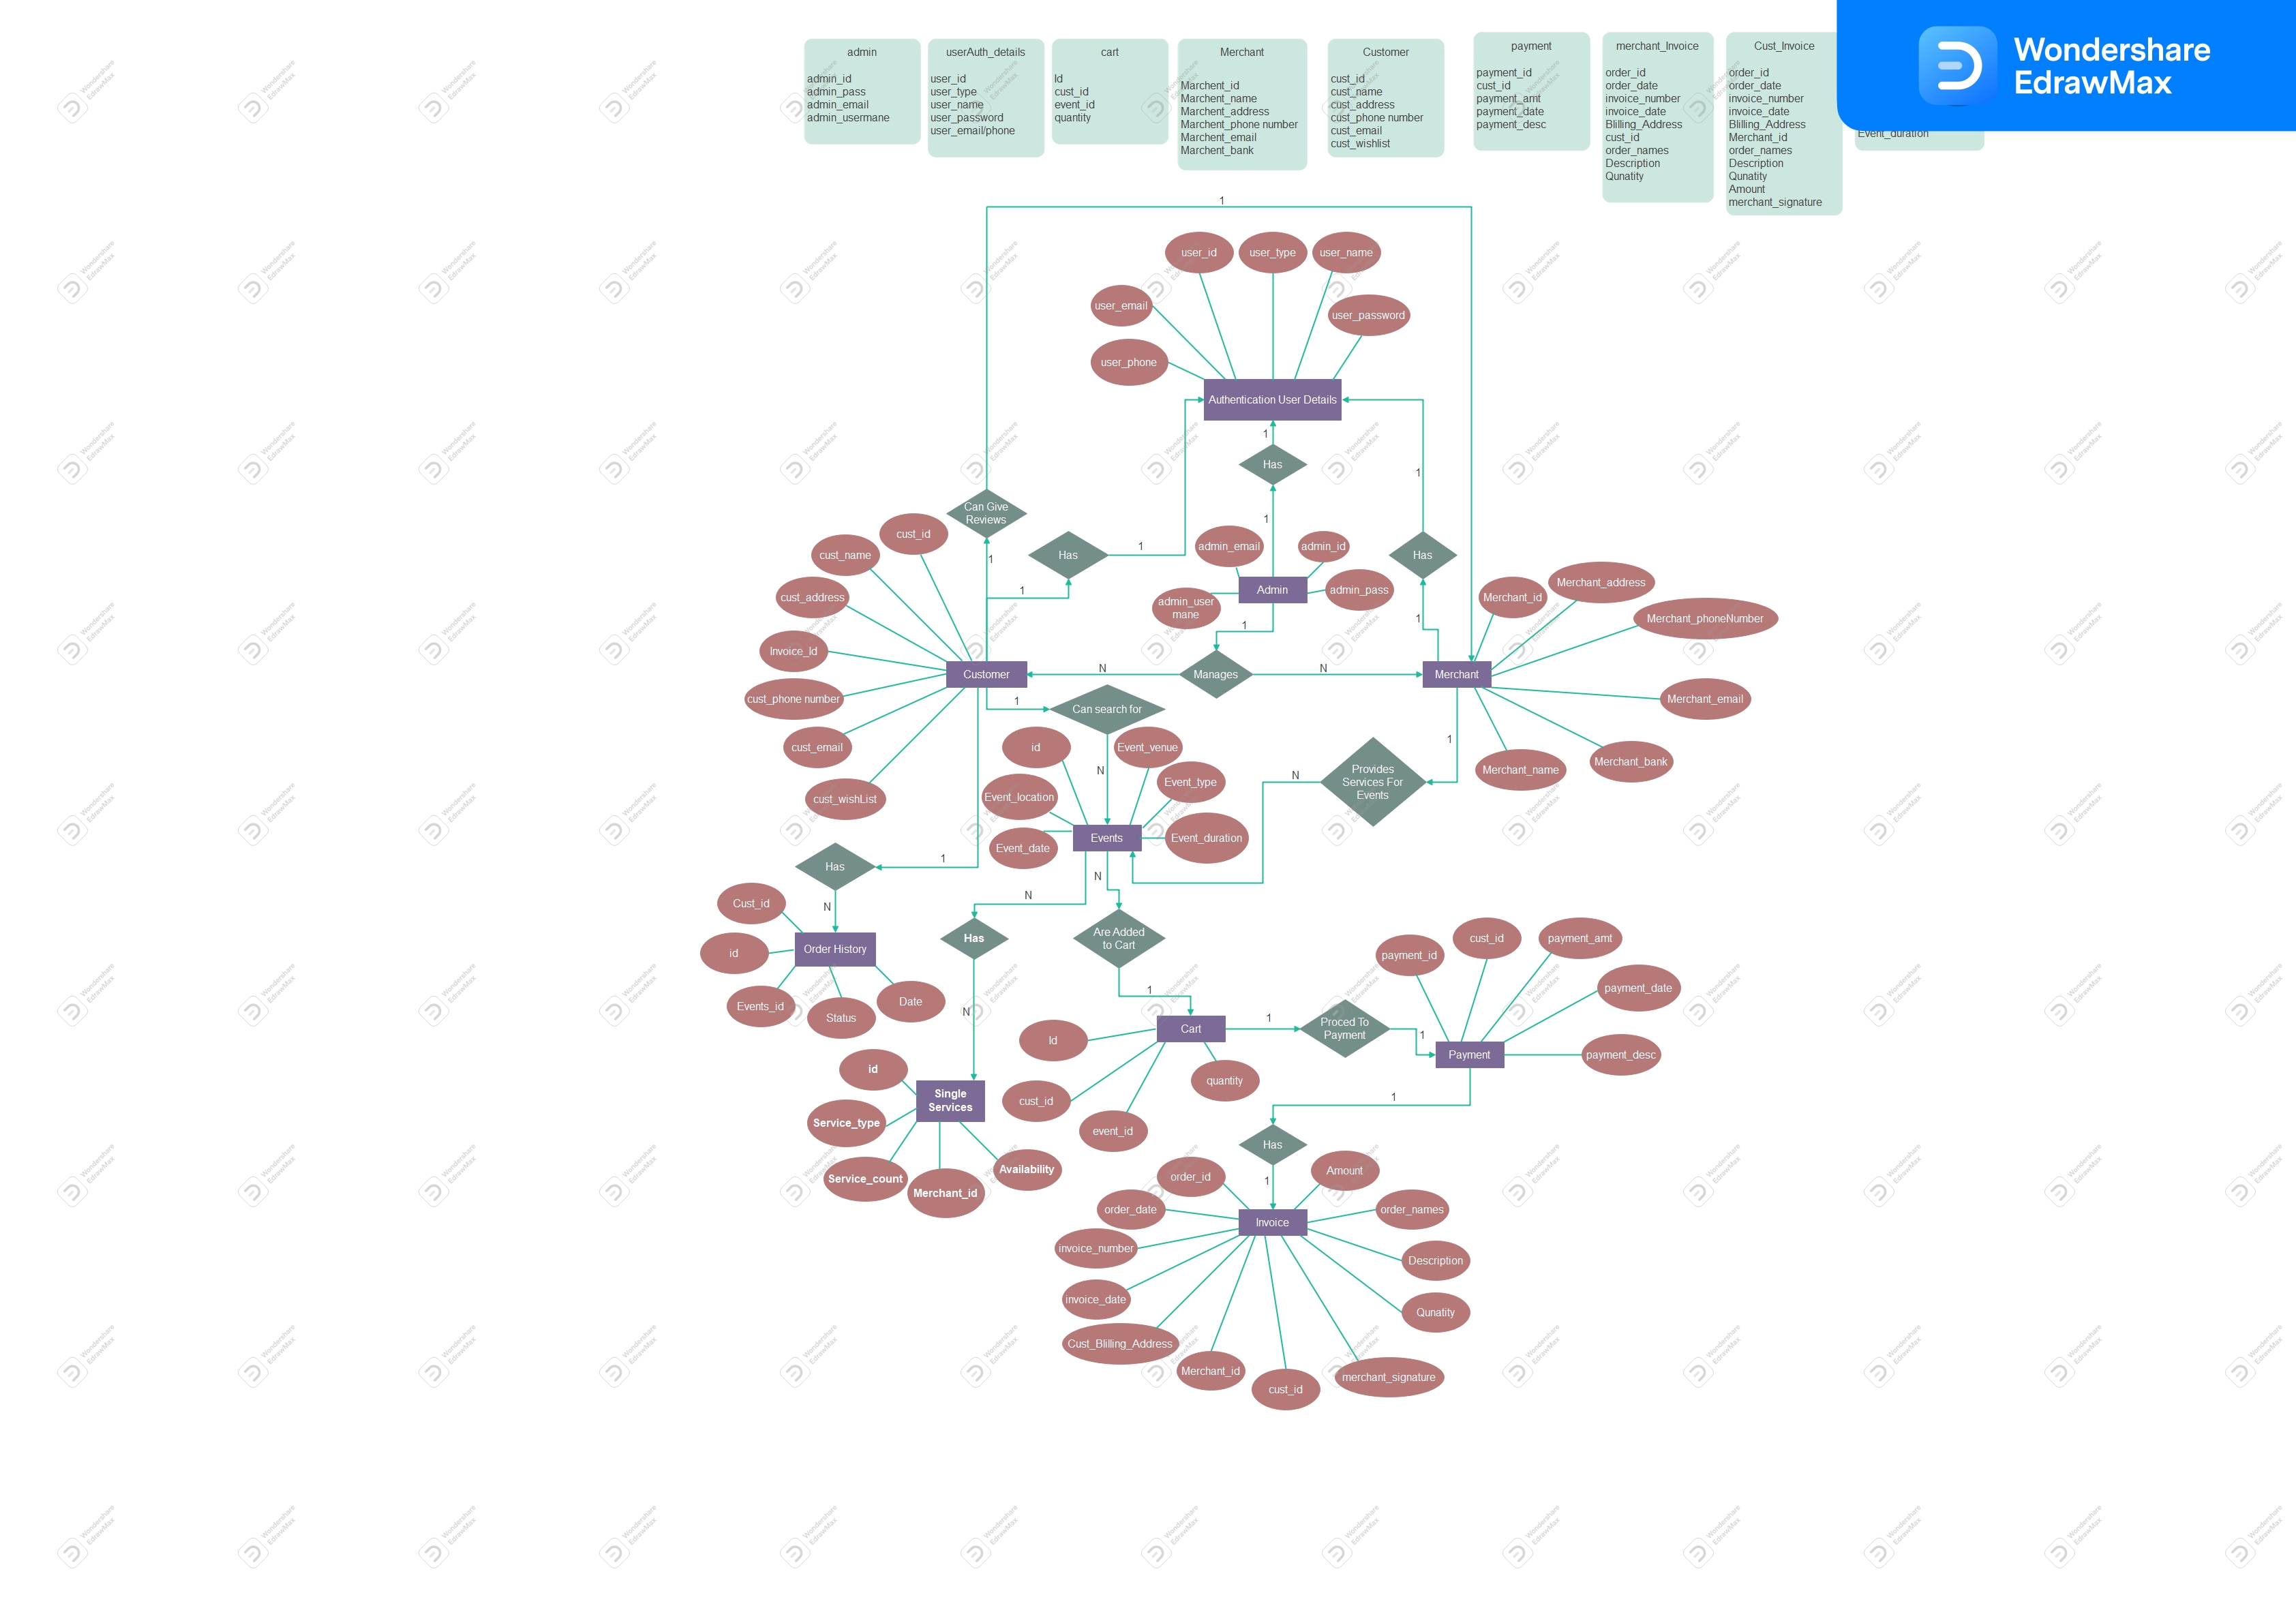 Wondershare
EdrawMax
admin
admin_id
admin_pass
admin_email
admin_usermane
userAuth_details
user_id
user_type
user_name
user_password
user_email/phone
cart
Id
cust_id
event_id
quantity
Merchant
Marchent_id
Marchent_name
Marchent_address
Marchent_phone number
Marchent_email
Marchent_bank
Customer
cust_id
cust_name
cust_address
cust_phone number
cust_email
cust_wishlist
payment
payment_id
cust_id
payment_amt
payment_date
payment_desc
merchant_Invoice
order_id
order_date
invoice_number
invoice_date
Blilling_Address
cust_id
order_names
Description
Qunatity
Cust_Invoice
order_id
order_date
invoice_number
invoice_date
Blilling_Address
Merchant_id
order_names
Description
Qunatity
Amount
merchant_signature
Event_duration
1
user_id
user_type
user_name
user_email
user_password
user_phone
Authentication User Details
1
Has
1
1
Can Give
Reviews
1
cust_id
cust_name
cust_address
Invoice_Id
cust_phone number
cust_email
cust_wishList
Has
1
1
admin_email
admin_id
Admin
admin_pass
admin_user
mane
1
Has
1
Merchant_id
Merchant_address
Merchant_phoneNumber
Customer
N
Manages
N
Merchant
Merchant_email
Merchant_bank
Merchant_name
1
Can search for
N
id
Event_venue
Event_location
Event_type
Event_date
Events
Event_duration
1
Provides
Services For
Events
N
Has
1
N
Cust_id
id
Order History
Events_id
Status
Date
N
Has
N
N
Are Added
to Cart
1
id
Single
Services
Service_type
Service_count
Merchant_id
Availability
Id
Cart
cust_id
event_id
quantity
1
Proced To
Payment
1
payment_id
cust_id
payment_amt
payment_date
Payment
payment_desc
1
Has
1
order_id
Amount
order_date
order_names
Invoice
invoice_number
Description
invoice_date
Qunatity
Cust_Blilling_Address
Merchant_id
cust_id
merchant_signature